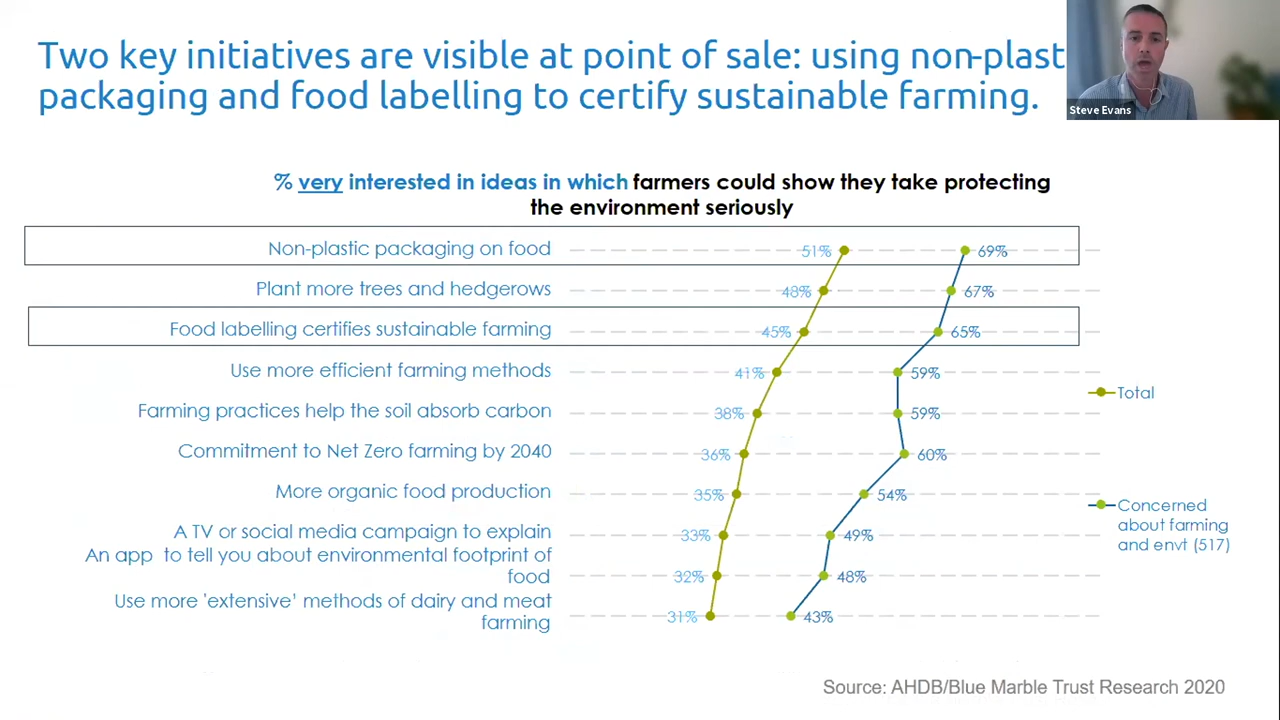 Two key initiatives are visible at point of sale: using non-plast
packaging and food labelling to certify sustainable farming.
Steve Evans
% very interested in ideas in which farmers could show they take protecting
the environment seriously
Non-plastic packaging on food 51% 69%
Plant more trees and hedgerows 48% 67%
Food labelling certifies sustainable farming 45% 65%
Use more efficient farming methods 41% 59%
Farming practices help the soil absorb carbon 38% 59%
Commitment to Net Zero farming by 2040 36% 60%
More organic food production 35% 54%
A TV or social media campaign to explain 33% 49%
An app to tell you about environmental footprint of
food 32% 48%
Use more 'extensive' methods of dairy and meat
farming 31% 43%
Total
Concerned
about farming
and envt (517)
Source: AHDB/Blue Marble Trust Research 2020